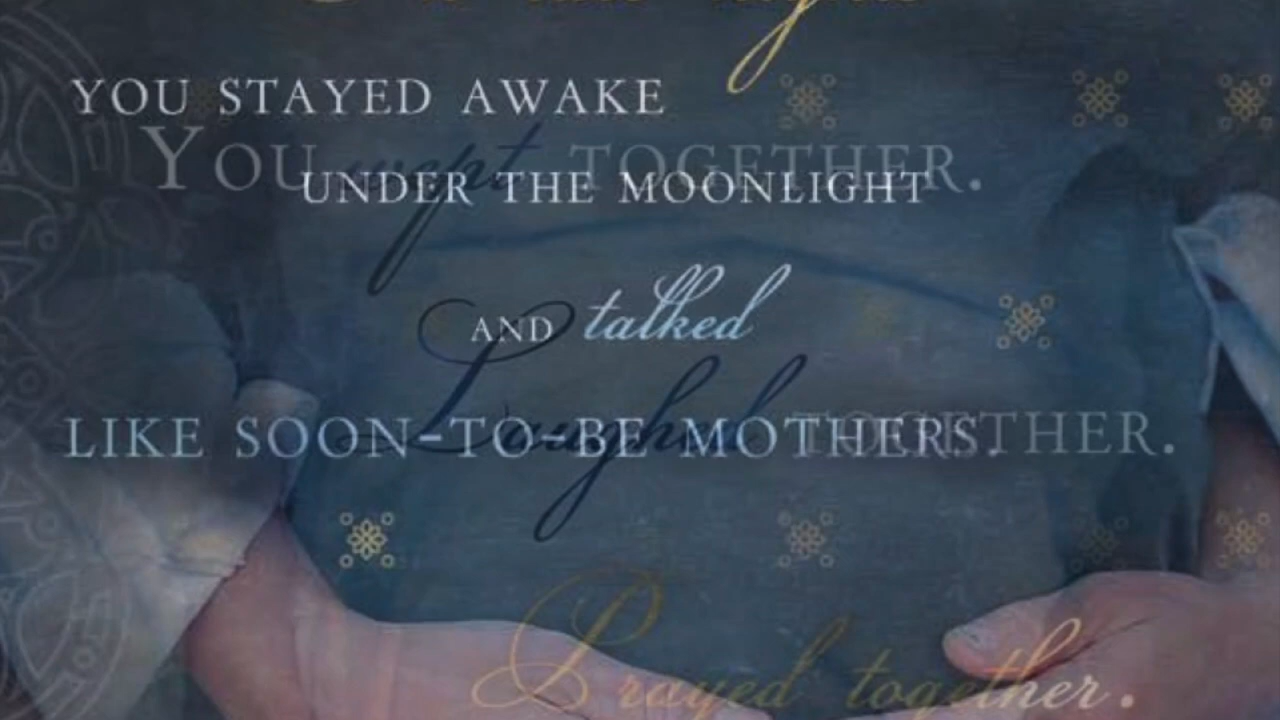 YOU STAYED AWAKE
You wept TOGETHER.
UNDER THE MOONLIGHT
AND talked
Laughed TOGETHER.
LIKE SOON-TO-BE MOTHERS.
Prayed together.